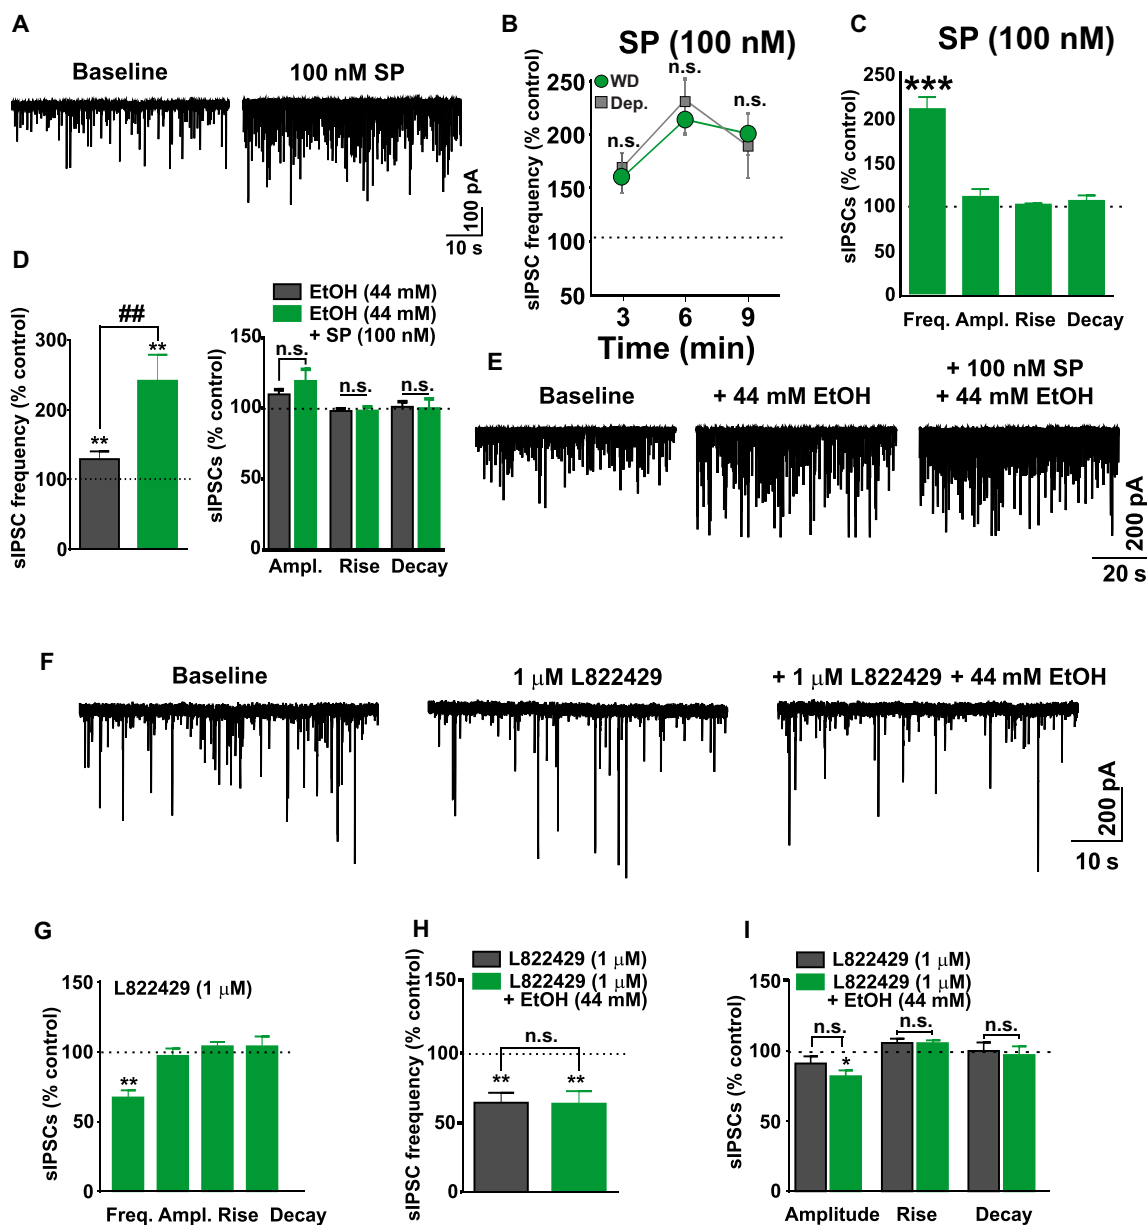 A
Baseline
100 nM SP
100 pA
10 s
B
SP (100 nM)
sIPSC frequency (% control)
250
200
150
100
50
WD
Dep.
n.s.
n.s.
n.s.
3 6 9
Time (min)
C
SP (100 nM)
sIPSCs (% control)
250
200
150
100
50
0
***
Freq. Ampl. Rise Decay
D
sIPSC frequency (% control)
300
200
100
0
##
**
**
EtOH (44 mM)
EtOH (44 mM)
+ SP (100 nM)
sIPSCs (% control)
150
100
50
0
n.s.
n.s.
n.s.
Ampl. Rise Decay
E
Baseline
+ 44 mM EtOH
+ 100 nM SP
+ 44 mM EtOH
200 pA
20 s
F
Baseline
1 μM L822429
+ 1 μM L822429 + 44 mM EtOH
200 pA
10 s
G
L822429 (1 μM)
sIPSCs (% control)
150
100
50
0
**
Freq. Ampl. Rise Decay
H
L822429 (1 μM)
L822429 (1 μM)
+ EtOH (44 mM)
sIPSC freequency (% control)
150
100
50
0
n.s.
**
**
I
L822429 (1 μM)
L822429 (1 μM)
+ EtOH (44 mM)
sIPSCs (% control)
150
100
50
0
n.s.
n.s.
n.s.
*
Amplitude Rise Decay